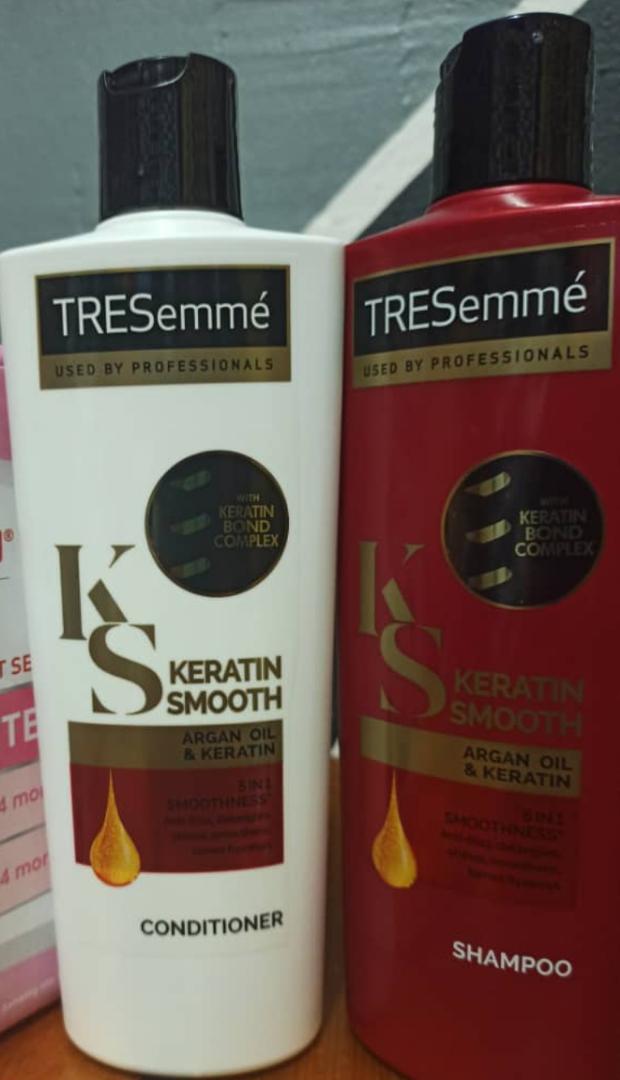 TRESemmé
USED BY PROFESSIONALS
WITH
KERATIN
BOND
COMPLEX
KS
KERATIN
SMOOTH
ARGAN OIL
& KERATIN
5 IN 1
SMOOTHNESS*
CONDITIONER
TRESemmé
USED BY PROFESSIONALS
WITH
KERATIN
BOND
COMPLEX
KS
KERATIN
SMOOTH
ARGAN OIL
& KERATIN
5 IN 1
SMOOTHNESS*
SHAMPOO